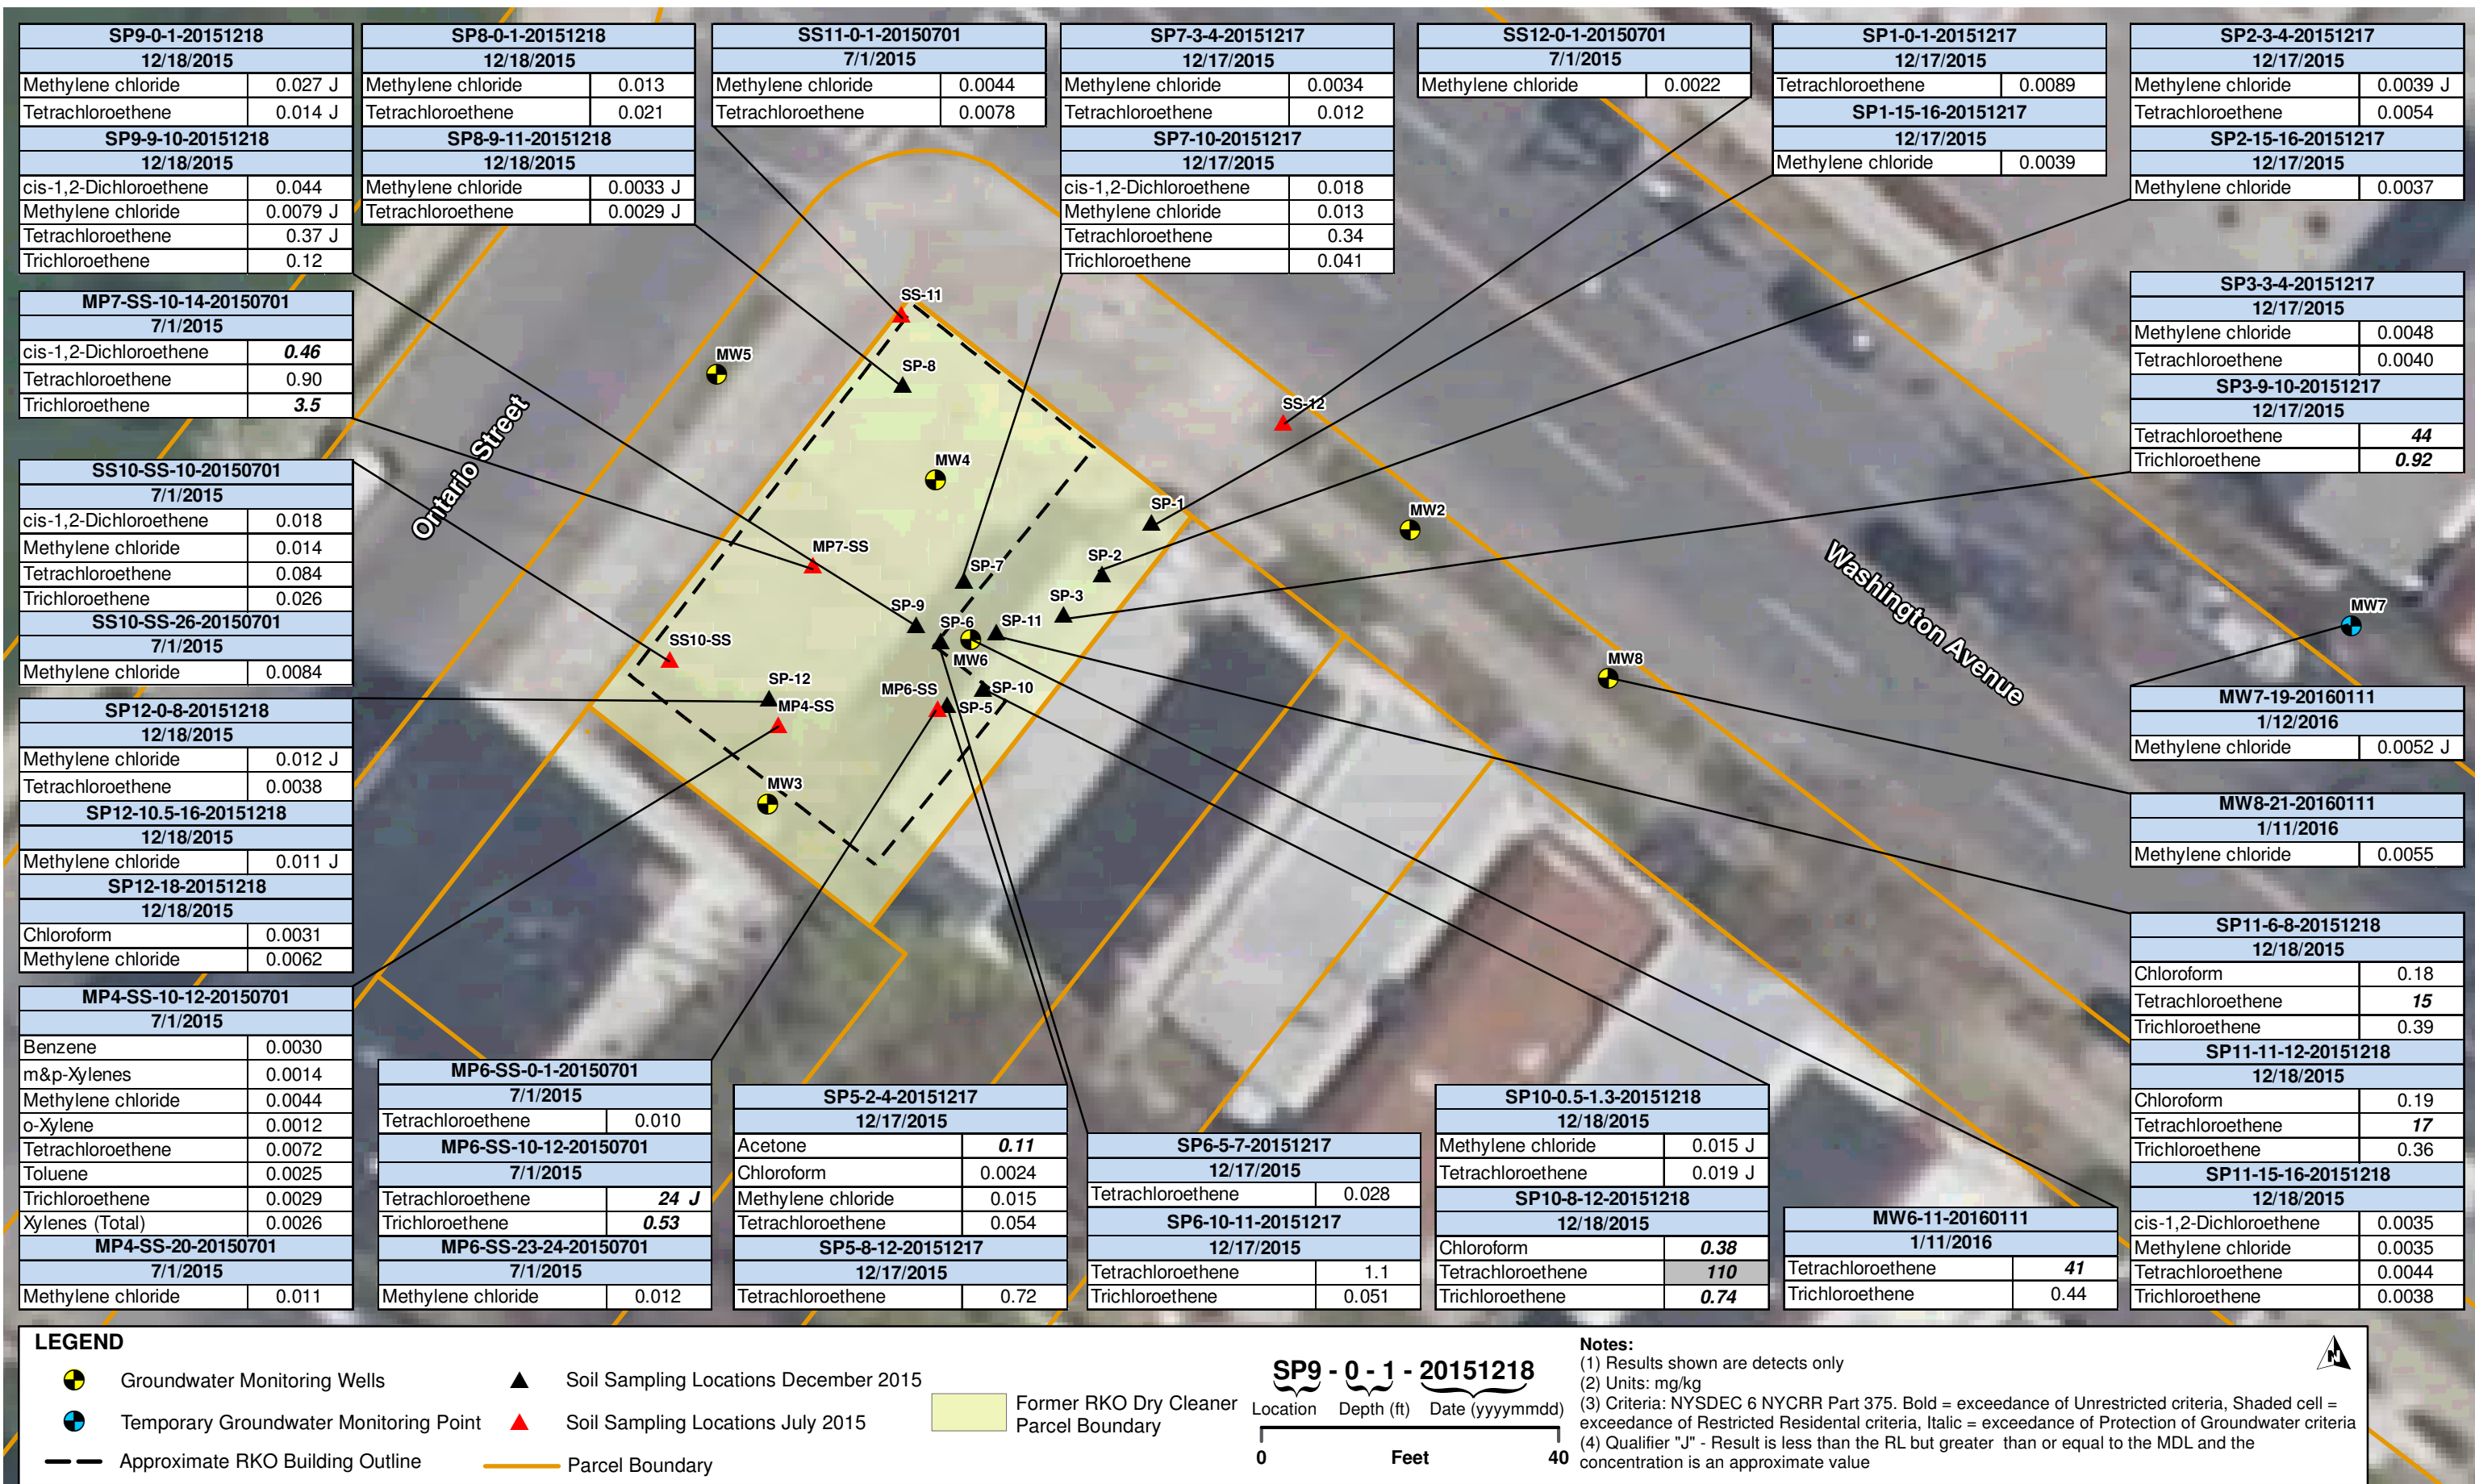 SP9-0-1-20151218
12/18/2015
Methylene chloride 0.027 J
Tetrachloroethene 0.014 J
SP9-9-10-20151218
12/18/2015
cis-1,2-Dichloroethene 0.044
Methylene chloride 0.0079 J
Tetrachloroethene 0.37 J
Trichloroethene 0.12
SP8-0-1-20151218
12/18/2015
Methylene chloride 0.013
Tetrachloroethene 0.021
SP8-9-11-20151218
12/18/2015
Methylene chloride 0.0033 J
Tetrachloroethene 0.0029 J
SS11-0-1-20150701
7/1/2015
Methylene chloride 0.0044
Tetrachloroethene 0.0078
SP7-3-4-20151217
12/17/2015
Methylene chloride 0.0034
Tetrachloroethene 0.012
SP7-10-20151217
12/17/2015
cis-1,2-Dichloroethene 0.018
Methylene chloride 0.013
Tetrachloroethene 0.34
Trichloroethene 0.041
SS12-0-1-20150701
7/1/2015
Methylene chloride 0.0022
SP1-0-1-20151217
12/17/2015
Tetrachloroethene 0.0089
SP1-15-16-20151217
12/17/2015
Methylene chloride 0.0039
SP2-3-4-20151217
12/17/2015
Methylene chloride 0.0039 J
Tetrachloroethene 0.0054
SP2-15-16-20151217
12/17/2015
Methylene chloride 0.0037
SP3-3-4-20151217
12/17/2015
Methylene chloride 0.0048
Tetrachloroethene 0.0040
SP3-9-10-20151217
12/17/2015
Tetrachloroethene 44
Trichloroethene 0.92
MP7-SS-10-14-20150701
7/1/2015
cis-1,2-Dichloroethene 0.46
Tetrachloroethene 0.90
Trichloroethene 3.5
SS10-SS-10-20150701
7/1/2015
cis-1,2-Dichloroethene 0.018
Methylene chloride 0.014
Tetrachloroethene 0.084
Trichloroethene 0.026
SS10-SS-26-20150701
7/1/2015
Methylene chloride 0.0084
SP12-0-8-20151218
12/18/2015
Methylene chloride 0.012 J
Tetrachloroethene 0.0038
SP12-10.5-16-20151218
12/18/2015
Methylene chloride 0.011 J
SP12-18-20151218
12/18/2015
Chloroform 0.0031
Methylene chloride 0.0062
MP4-SS-10-12-20150701
7/1/2015
Benzene 0.0030
m&p-Xylenes 0.0014
Methylene chloride 0.0044
o-Xylene 0.0012
Tetrachloroethene 0.0072
Toluene 0.0025
Trichloroethene 0.0029
Xylenes (Total) 0.0026
MP4-SS-20-20150701
7/1/2015
Methylene chloride 0.011
SS-11
MW5
SP-8
SS-12
MW4
SP-1
MW2
Ontario Street
MP7-SS
SP-7
SP-2
SP-9
SP-3
SP-6
SP-11
MW6
SS10-SS
SP-12
MP6-SS
SP-10
MP4-SS
SP-5
MW3
MW8
Washington Avenue
MW7
MW7-19-20160111
1/12/2016
Methylene chloride 0.0052 J
MW8-21-20160111
1/11/2016
Methylene chloride 0.0055
SP11-6-8-20151218
12/18/2015
Chloroform 0.18
Tetrachloroethene 15
Trichloroethene 0.39
SP11-11-12-20151218
12/18/2015
Chloroform 0.19
Tetrachloroethene 17
Trichloroethene 0.36
SP11-15-16-20151218
12/18/2015
cis-1,2-Dichloroethene 0.0035
Methylene chloride 0.0035
Tetrachloroethene 0.0044
Trichloroethene 0.0038
MP6-SS-0-1-20150701
7/1/2015
Tetrachloroethene 0.010
MP6-SS-10-12-20150701
7/1/2015
Tetrachloroethene 24 J
Trichloroethene 0.53
MP6-SS-23-24-20150701
7/1/2015
Methylene chloride 0.012
SP5-2-4-20151217
12/17/2015
Acetone 0.11
Chloroform 0.0024
Methylene chloride 0.015
Tetrachloroethene 0.054
SP5-8-12-20151217
12/17/2015
Tetrachloroethene 0.72
SP6-5-7-20151217
12/17/2015
Tetrachloroethene 0.028
SP6-10-11-20151217
12/17/2015
Tetrachloroethene 1.1
Trichloroethene 0.051
SP10-0.5-1.3-20151218
12/18/2015
Methylene chloride 0.015 J
Tetrachloroethene 0.019 J
SP10-8-12-20151218
12/18/2015
Chloroform 0.38
Tetrachloroethene 110
Trichloroethene 0.74
MW6-11-20160111
1/11/2016
Tetrachloroethene 41
Trichloroethene 0.44
LEGEND
Groundwater Monitoring Wells
Temporary Groundwater Monitoring Point
Approximate RKO Building Outline
Soil Sampling Locations December 2015
Soil Sampling Locations July 2015
Parcel Boundary
Former RKO Dry Cleaner
Parcel Boundary
SP9 - 0 - 1 - 20151218
Location Depth (ft) Date (yyyymmdd)
0 Feet 40
Notes:
(1) Results shown are detects only
(2) Units: mg/kg
(3) Criteria: NYSDEC 6 NYCRR Part 375. Bold = exceedance of Unrestricted criteria, Shaded cell =
exceedance of Restricted Residental criteria, Italic = exceedance of Protection of Groundwater criteria
(4) Qualifier "J" - Result is less than the RL but greater than or equal to the MDL and the
concentration is an approximate value
N